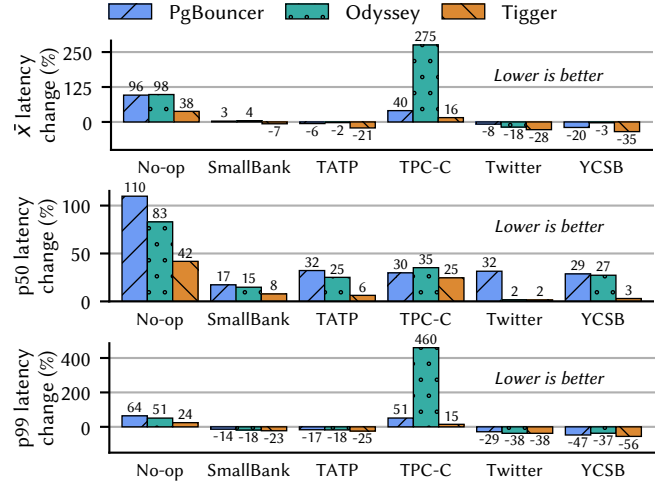 PgBouncer Odyssey Tigger
X̄ latency
change (%)
250
125
0
Lower is better
96 98 38
3 4 -7
-6 -2 -21
40 275 16
-8 -18 -28
-20 -3 -35
No-op SmallBank TATP TPC-C Twitter YCSB
p50 latency
change (%)
100
50
0
Lower is better
110 83 42
17 15 8
32 25 6
30 35 25
32 2 2
29 27 3
No-op SmallBank TATP TPC-C Twitter YCSB
p99 latency
change (%)
400
200
0
Lower is better
64 51 24
-14 -18 -23
-17 -18 -25
51 460 15
-29 -38 -38
-47 -37 -56
No-op SmallBank TATP TPC-C Twitter YCSB